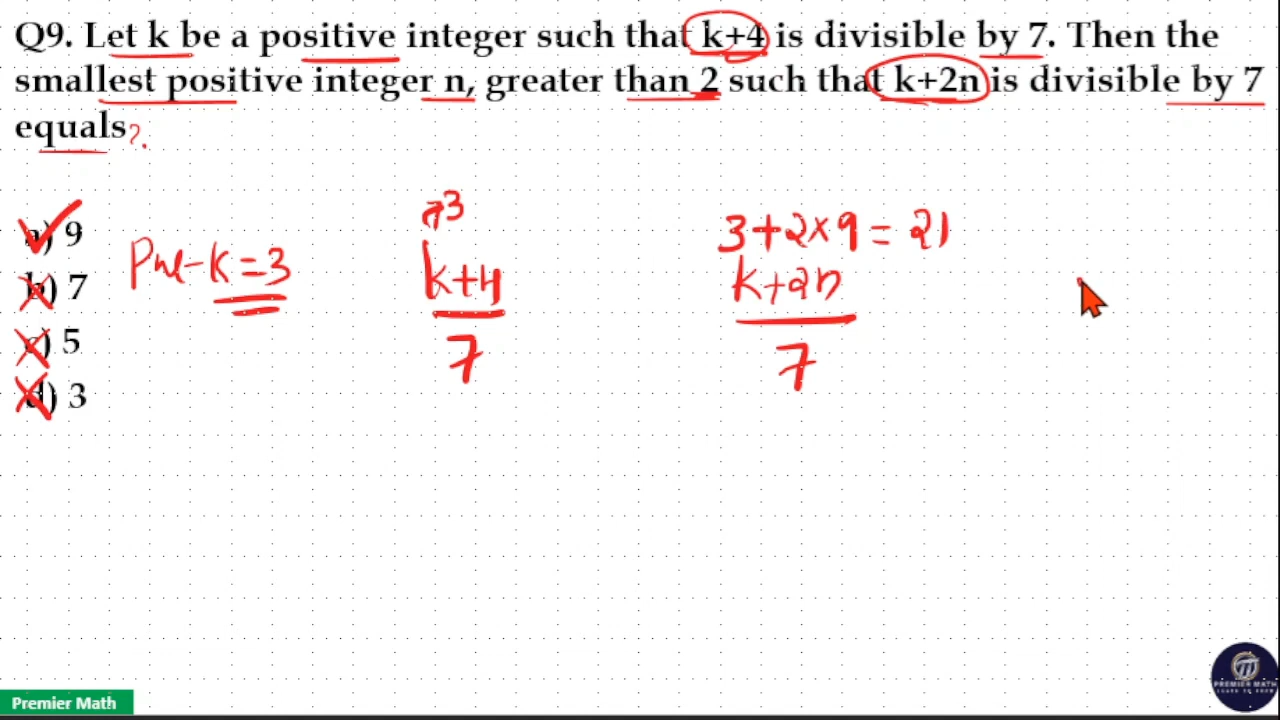 Q9. Let k be a positive integer such that k+4 is divisible by 7. Then the
smallest positive integer n, greater than 2 such that k+2n is divisible by 7
equals?.
a) 9
b) 7
c) 5
d) 3
Put- k = 3
3
k+4
7
3+2×9 = 21
k+2n
7
Premier Math
PREMIER MATH